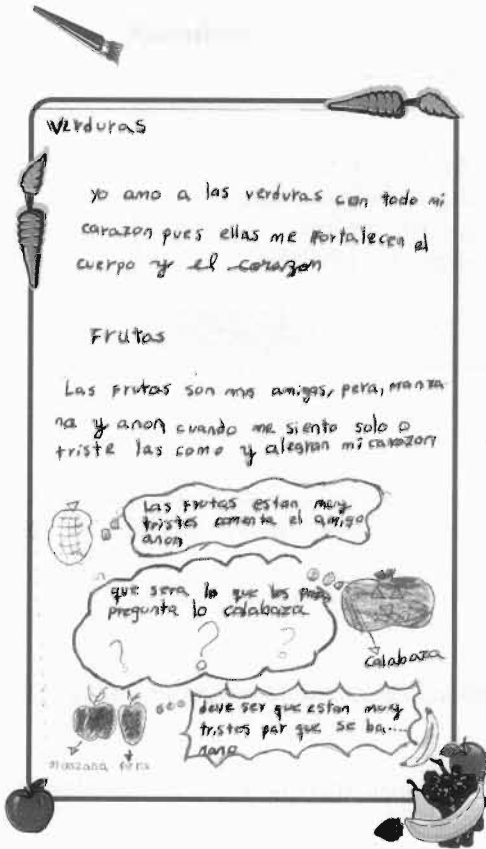 Verduras
yo amo a las verduras con todo mi
carazon pues ellas me fortalecen el
cuerpo y el corazon
Frutas
Las frutas son mis amigas, pera, manza
na y anon cuando me siento solo o
triste las como y alegran mi carazon
Las frutas estan muy
tristes comenta el amigo
anon
que sera lo que les pasa
pregunta la calabaza
? ? ?
calabaza
deve ser que estan muy
tristes por que se ba....
nano
manzana pera